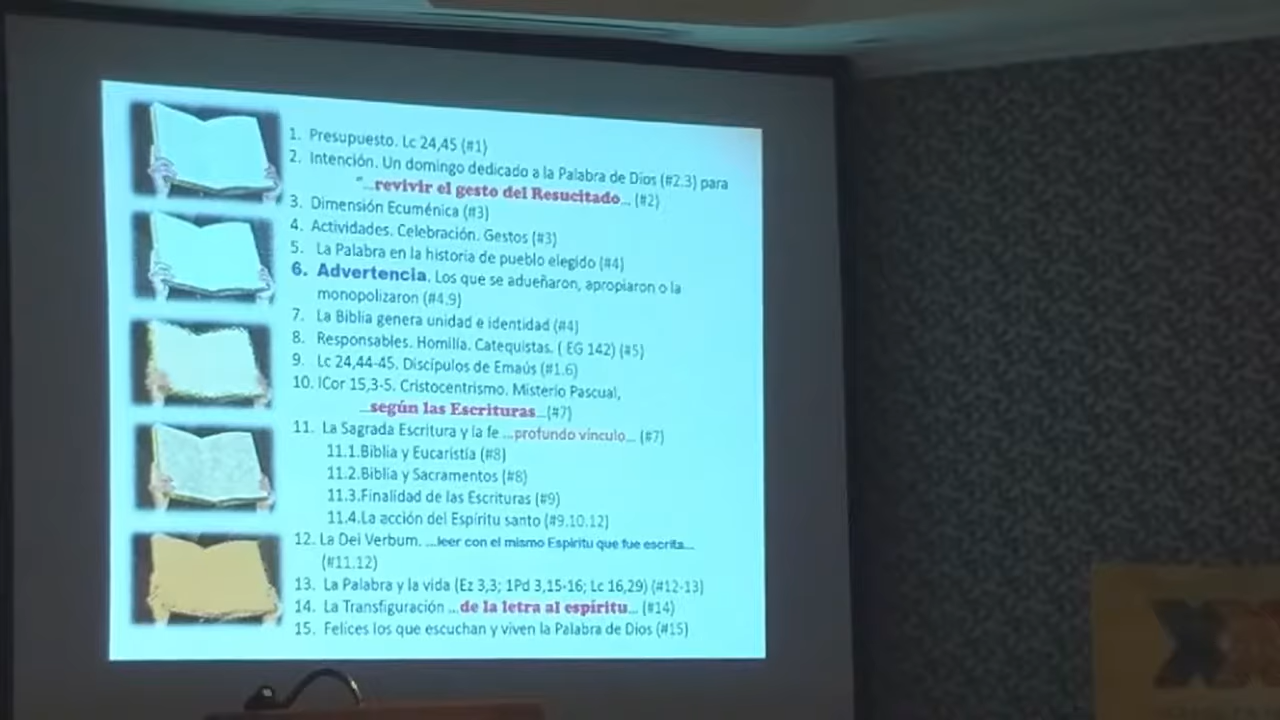 1. Presupuesto. Lc 24,45 (#1)
2. Intención. Un domingo dedicado a la Palabra de Dios (#2.3) para
"...revivir el gesto del Resucitado... (#2)
3. Dimensión Ecuménica (#3)
4. Actividades. Celebración. Gestos (#3)
5. La Palabra en la historia de pueblo elegido (#4)
6. Advertencia. Los que se adueñaron, apropiaron o la
monopolizaron (#4.9)
7. La Biblia genera unidad e identidad (#4)
8. Responsables. Homilía. Catequistas. ( EG 142) (#5)
9. Lc 24,44-45. Discípulos de Emaús (#1.6)
10. ICor 15,3-5. Cristocentrismo. Misterio Pascual,
...según las Escrituras...(#7)
11. La Sagrada Escritura y la fe ...profundo vínculo... (#7)
11.1.Biblia y Eucaristía (#8)
11.2.Biblia y Sacramentos (#8)
11.3.Finalidad de las Escrituras (#9)
11.4.La acción del Espíritu santo (#9.10.12)
12. La Dei Verbum. ...leer con el mismo Espíritu que fue escrita...
(#11.12)
13. La Palabra y la vida (Ez 3,3; 1Pd 3,15-16; Lc 16,29) (#12-13)
14. La Transfiguración ...de la letra al espíritu... (#14)
15. Felices los que escuchan y viven la Palabra de Dios (#15)